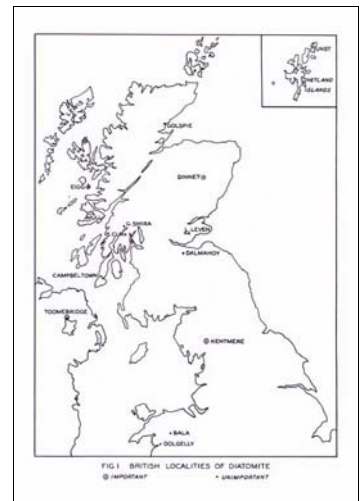 UNST
SHETLAND
ISLANDS
GOLSPIE
DINNET
EIGG
G. SHIRA
LEVEN
DALMAHOY
CAMPBELTOWN
TOOMEBRIDGE
KENTMERE
BALA
DOLGELLY
FIG.1 BRITISH LOCALITIES OF DIATOMITE
IMPORTANT
UNIMPORTANT